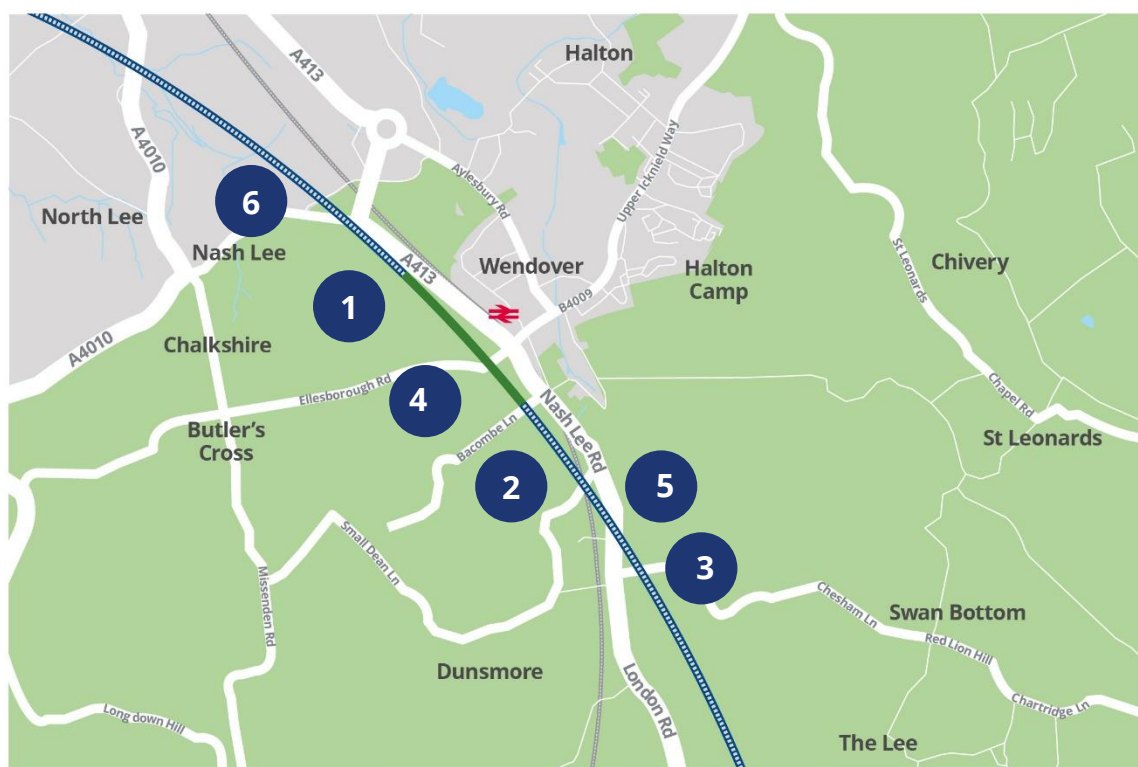 Halton
A413
A4010
Aylesbury Rd
Upper Icknield Way
6
North Lee
Nash Lee
A413
Wendover
Halton
Camp
St Leonards
Chivery
1
B4009
A4010
Chalkshire
Ellesborough Rd
4
Chapel Rd
Butler's
Cross
Bacombe Ln
Nash Lee Rd
St Leonards
2
5
Small Dean Ln
3
Missenden Rd
Chesham Ln
Swan Bottom
Red Lion Hill
Dunsmore
London Rd
Chartridge Ln
Longdown Hill
The Lee